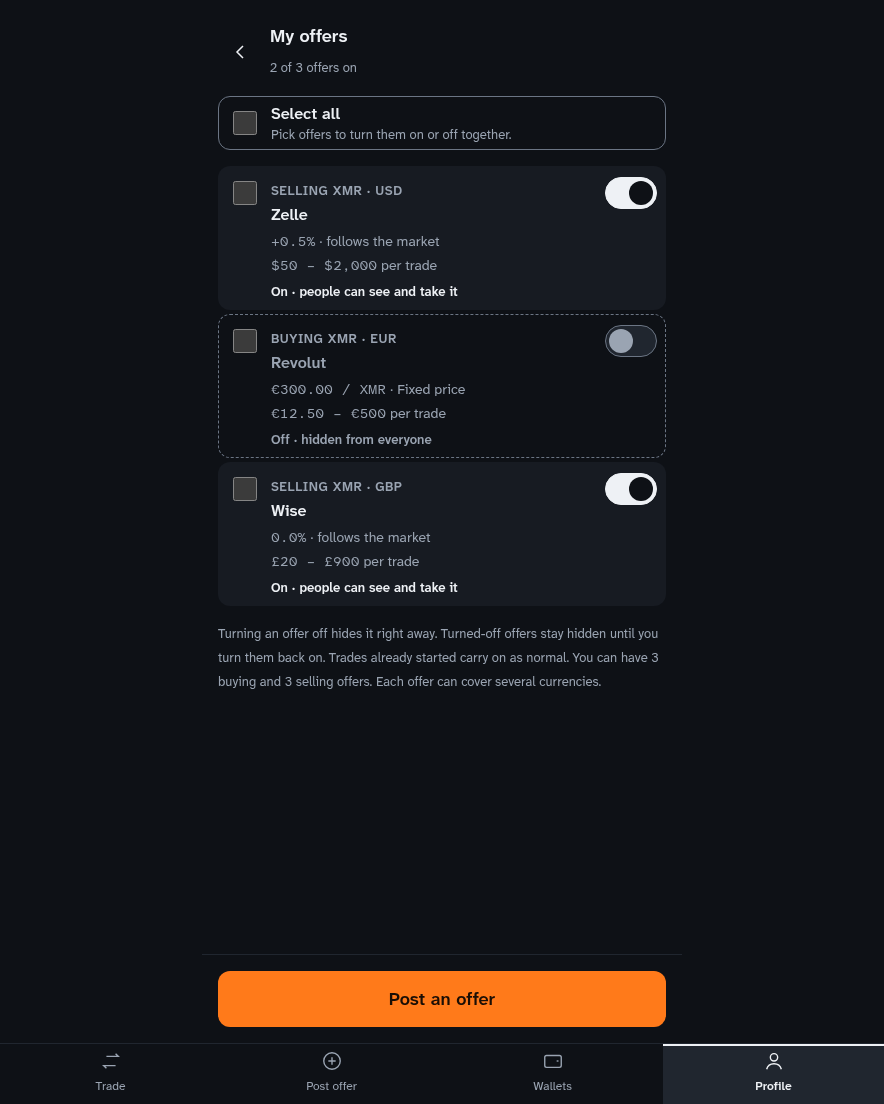 My offers
2 of 3 offers on
Select all
Pick offers to turn them on or off together.
SELLING XMR · USD
Zelle
+0.5% · follows the market
$50 – $2,000 per trade
On · people can see and take it
BUYING XMR · EUR
Revolut
€300.00 / XMR · Fixed price
€12.50 – €500 per trade
Off · hidden from everyone
SELLING XMR · GBP
Wise
0.0% · follows the market
£20 – £900 per trade
On · people can see and take it
Turning an offer off hides it right away. Turned-off offers stay hidden until you
turn them back on. Trades already started carry on as normal. You can have 3
buying and 3 selling offers. Each offer can cover several currencies.
Post an offer
Trade
Post offer
Wallets
Profile